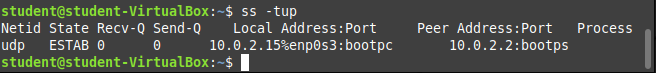 student@student-VirtualBox:~$ ss -tup
Netid State Recv-Q Send-Q Local Address:Port Peer Address:Port Process
udp ESTAB 0 0 10.0.2.15%enp0s3:bootpc 10.0.2.2:bootps
student@student-VirtualBox:~$